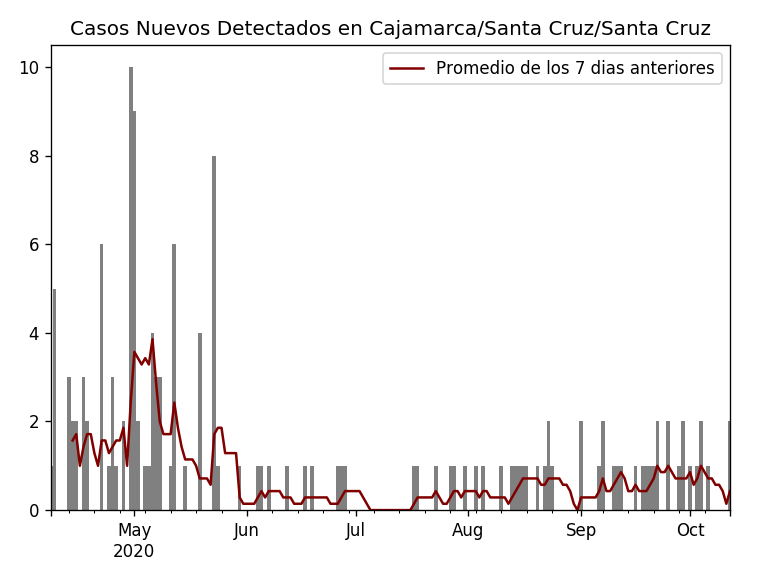 Casos Nuevos Detectados en Cajamarca/Santa Cruz/Santa Cruz
Promedio de los 7 dias anteriores
10
8
6
4
2
0
May Jun Jul Aug Sep Oct
2020